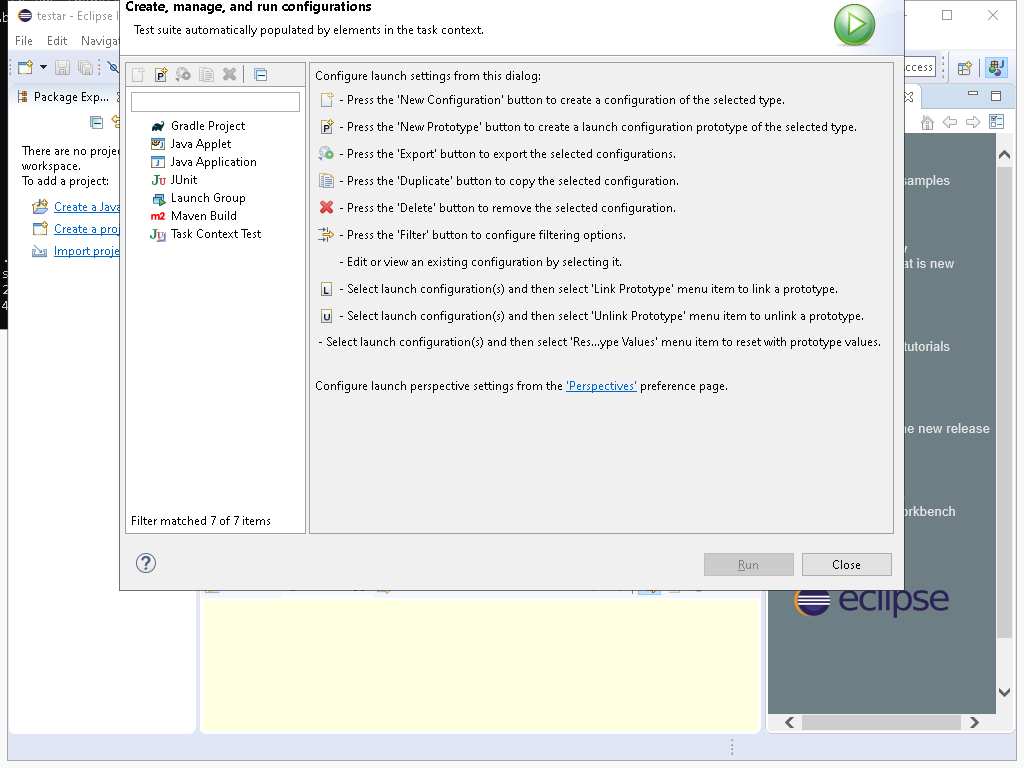 Create, manage, and run configurations
testar - Eclipse I
Test suite automatically populated by elements in the task context.
File Edit Naviga
Package Exp...
cess
Configure launch settings from this dialog:
- Press the 'New Configuration' button to create a configuration of the selected type.
- Press the 'New Prototype' button to create a launch configuration prototype of the selected type.
- Press the 'Export' button to export the selected configurations.
- Press the 'Duplicate' button to copy the selected configuration.
- Press the 'Delete' button to remove the selected configuration.
- Press the 'Filter' button to configure filtering options.
- Edit or view an existing configuration by selecting it.
L - Select launch configuration(s) and then select 'Link Prototype' menu item to link a prototype.
U - Select launch configuration(s) and then select 'Unlink Prototype' menu item to unlink a prototype.
- Select launch configuration(s) and then select 'Res...ype Values' menu item to reset with prototype values.
Configure launch perspective settings from the 'Perspectives' preference page.
Gradle Project
Java Applet
Java Application
Ju JUnit
Launch Group
m2 Maven Build
Task Context Test
Filter matched 7 of 7 items
There are no proje
workspace.
To add a project:
Create a Java
Create a proj
Import proje
Run
Close
samples
at is new
tutorials
e new release
rkbench
eclipse